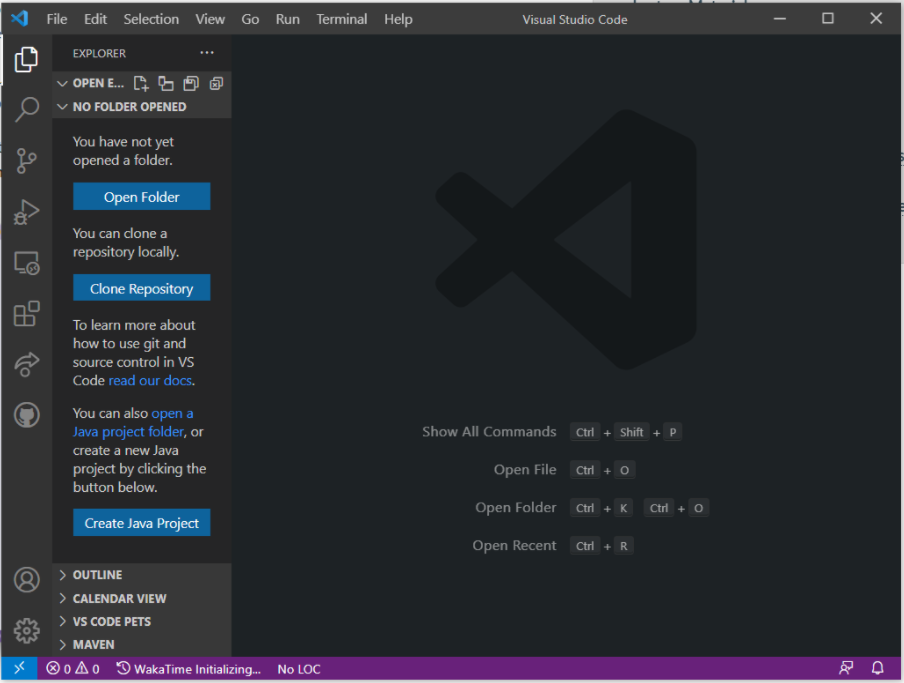 File Edit Selection View Go Run Terminal Help Visual Studio Code
EXPLORER
OPEN E...
NO FOLDER OPENED
You have not yet
opened a folder.
Open Folder
You can clone a
repository locally.
Clone Repository
To learn more about
how to use git and
source control in VS
Code read our docs.
You can also open a
Java project folder, or
create a new Java
project by clicking the
button below.
Create Java Project
OUTLINE
CALENDAR VIEW
VS CODE PETS
MAVEN
Show All Commands Ctrl + Shift + P
Open File Ctrl + O
Open Folder Ctrl + K Ctrl + O
Open Recent Ctrl + R
0 0 WakaTime Initializing... No LOC